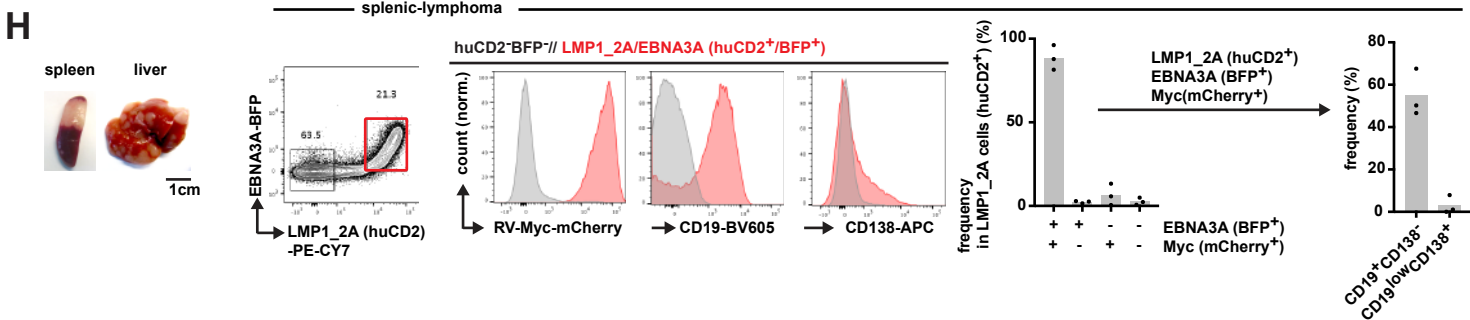 H
splenic-lymphoma
spleen liver
1cm
EBNA3A-BFP
63.5
21.3
LMP1_2A (huCD2)
-PE-CY7
huCD2⁻BFP⁻// LMP1_2A/EBNA3A (huCD2⁺/BFP⁺)
count (norm.)
RV-Myc-mCherry
CD19-BV605
CD138-APC
frequency
in LMP1_2A cells (huCD2⁺) (%)
100
50
0
+ + - - EBNA3A (BFP⁺)
+ - + - Myc (mCherry⁺)
LMP1_2A (huCD2⁺)
EBNA3A (BFP⁺)
Myc(mCherry⁺)
frequency (%)
80
60
40
20
0
CD19⁺CD138⁻
CD19ˡᵒʷCD138⁺